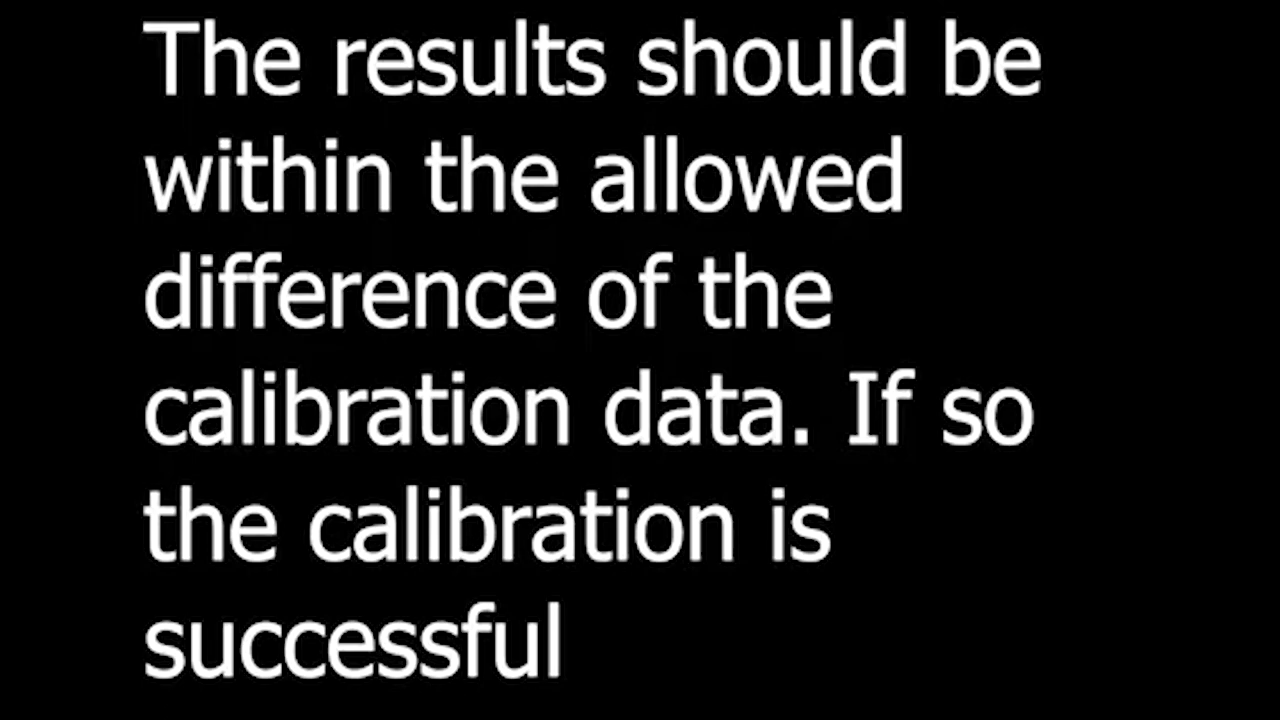 The results should be
within the allowed
difference of the
calibration data. If so
the calibration is
successful